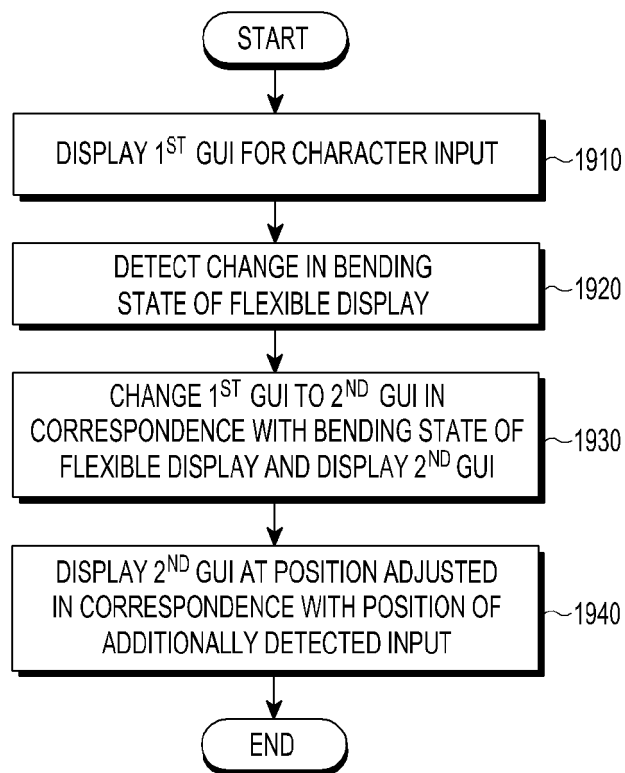 START
DISPLAY 1ST GUI FOR CHARACTER INPUT
1910
DETECT CHANGE IN BENDING
STATE OF FLEXIBLE DISPLAY
1920
CHANGE 1ST GUI TO 2ND GUI IN
CORRESPONDENCE WITH BENDING STATE OF
FLEXIBLE DISPLAY AND DISPLAY 2ND GUI
1930
DISPLAY 2ND GUI AT POSITION ADJUSTED
IN CORRESPONDENCE WITH POSITION OF
ADDITIONALLY DETECTED INPUT
1940
END